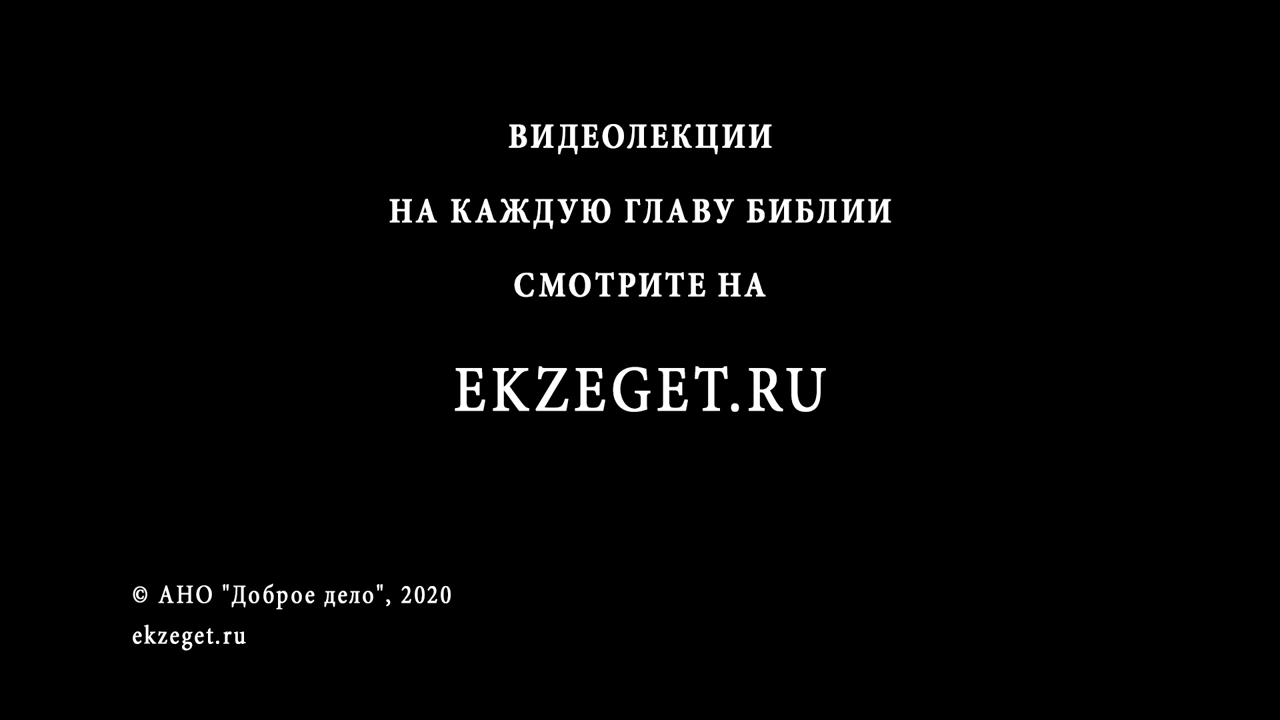 ВИДЕОЛЕКЦИИ
НА КАЖДУЮ ГЛАВУ БИБЛИИ
СМОТРИТЕ НА
EKZEGET.RU
© АНО "Доброе дело", 2020
ekzeget.ru